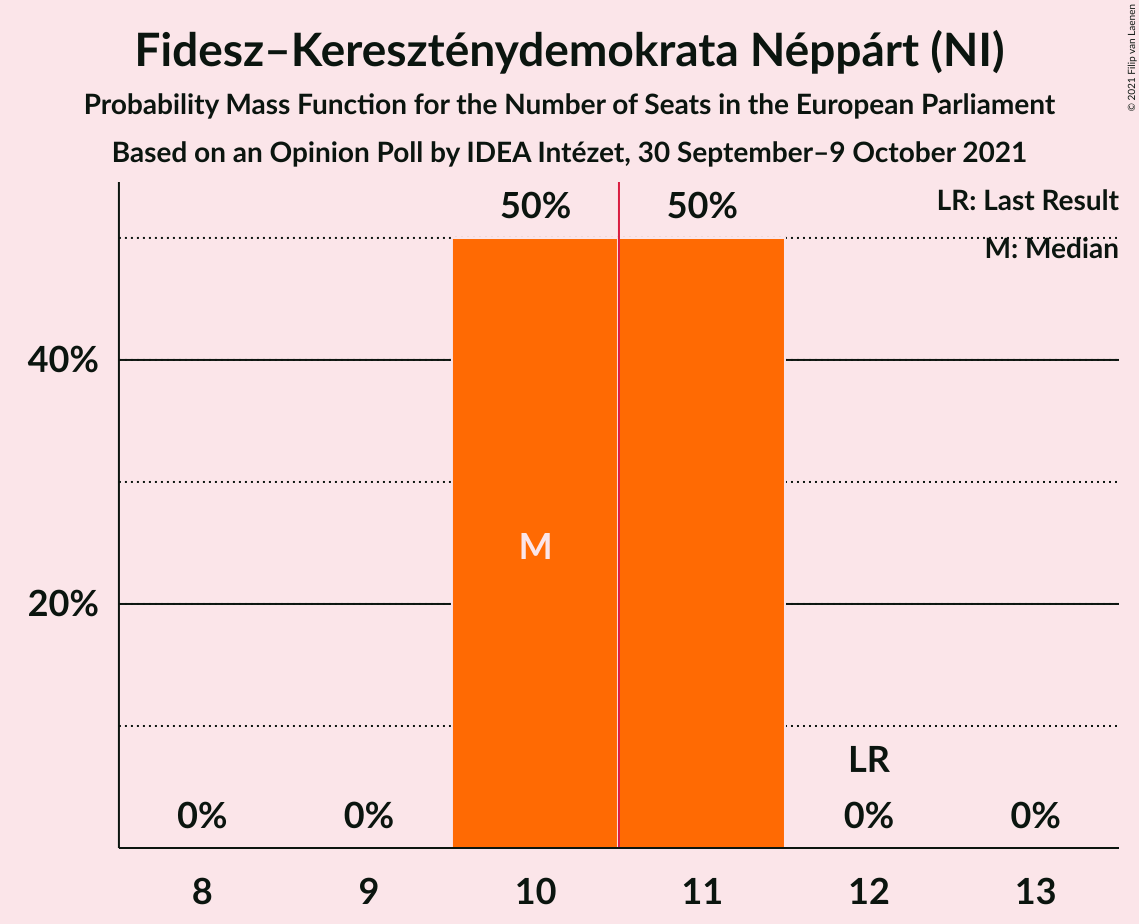 Fidesz–Kereszténydemokrata Néppárt (NI)
Probability Mass Function for the Number of Seats in the European Parliament
Based on an Opinion Poll by IDEA Intézet, 30 September–9 October 2021
© 2021 Filip van Laenen
LR: Last Result
M: Median
50%
50%
40%
20%
M
LR
0%
0%
0%
0%
8
9
10
11
12
13